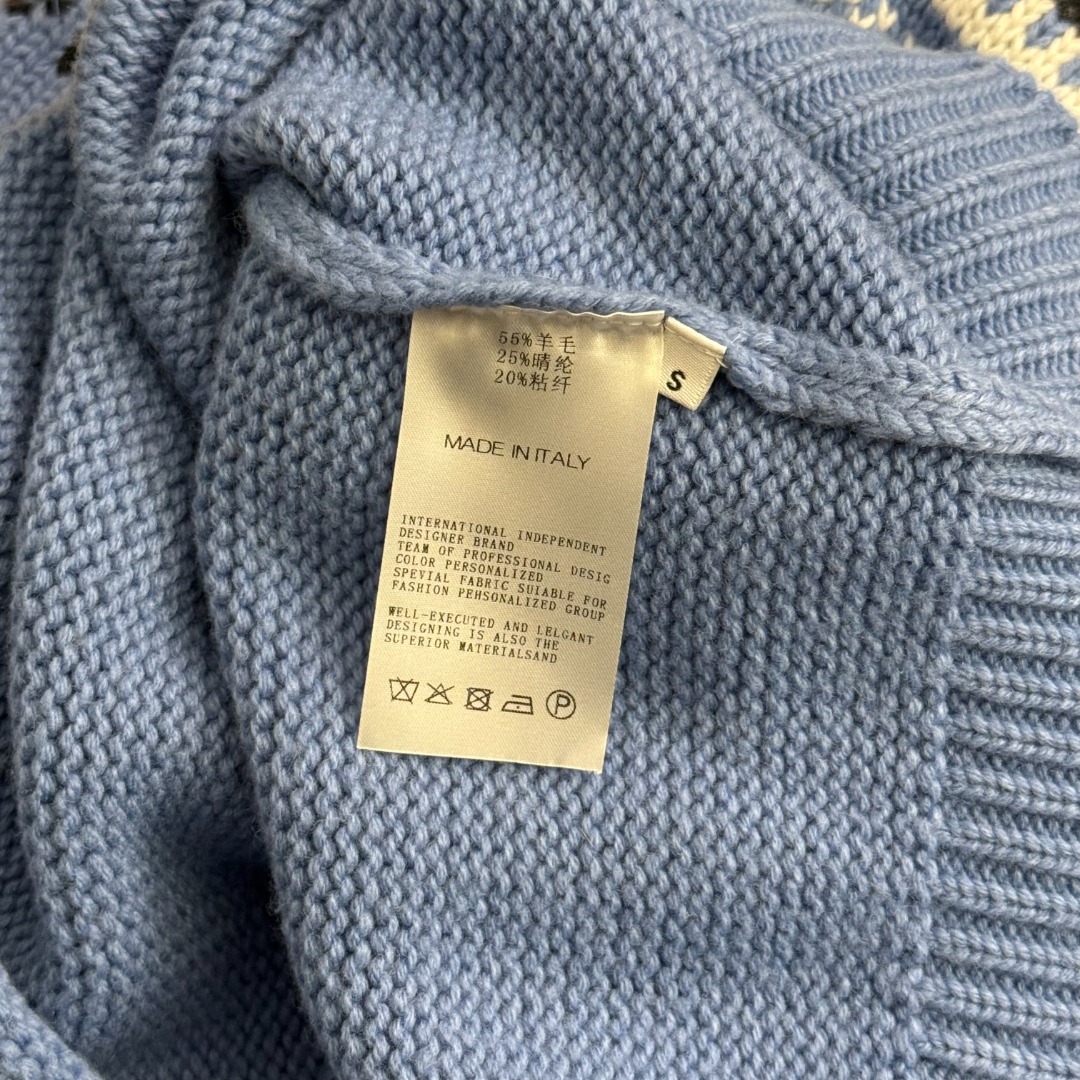 55%羊毛
25%晴纶
20%粘纤
S
MADE IN ITALY
INTERNATIONAL INDEPENDENT
DESIGNER BRAND
TEAM OF PROFESSIONAL DESIG
COLOR PERSONALIZED
SPEVIAL FABRIC SUIABLE FOR
FASHION PEHSONALIZED GROUP
WELL-EXECUTED AND LELGANT
DESIGNING IS ALSO THE
SUPERIOR MATERIALSAND
P